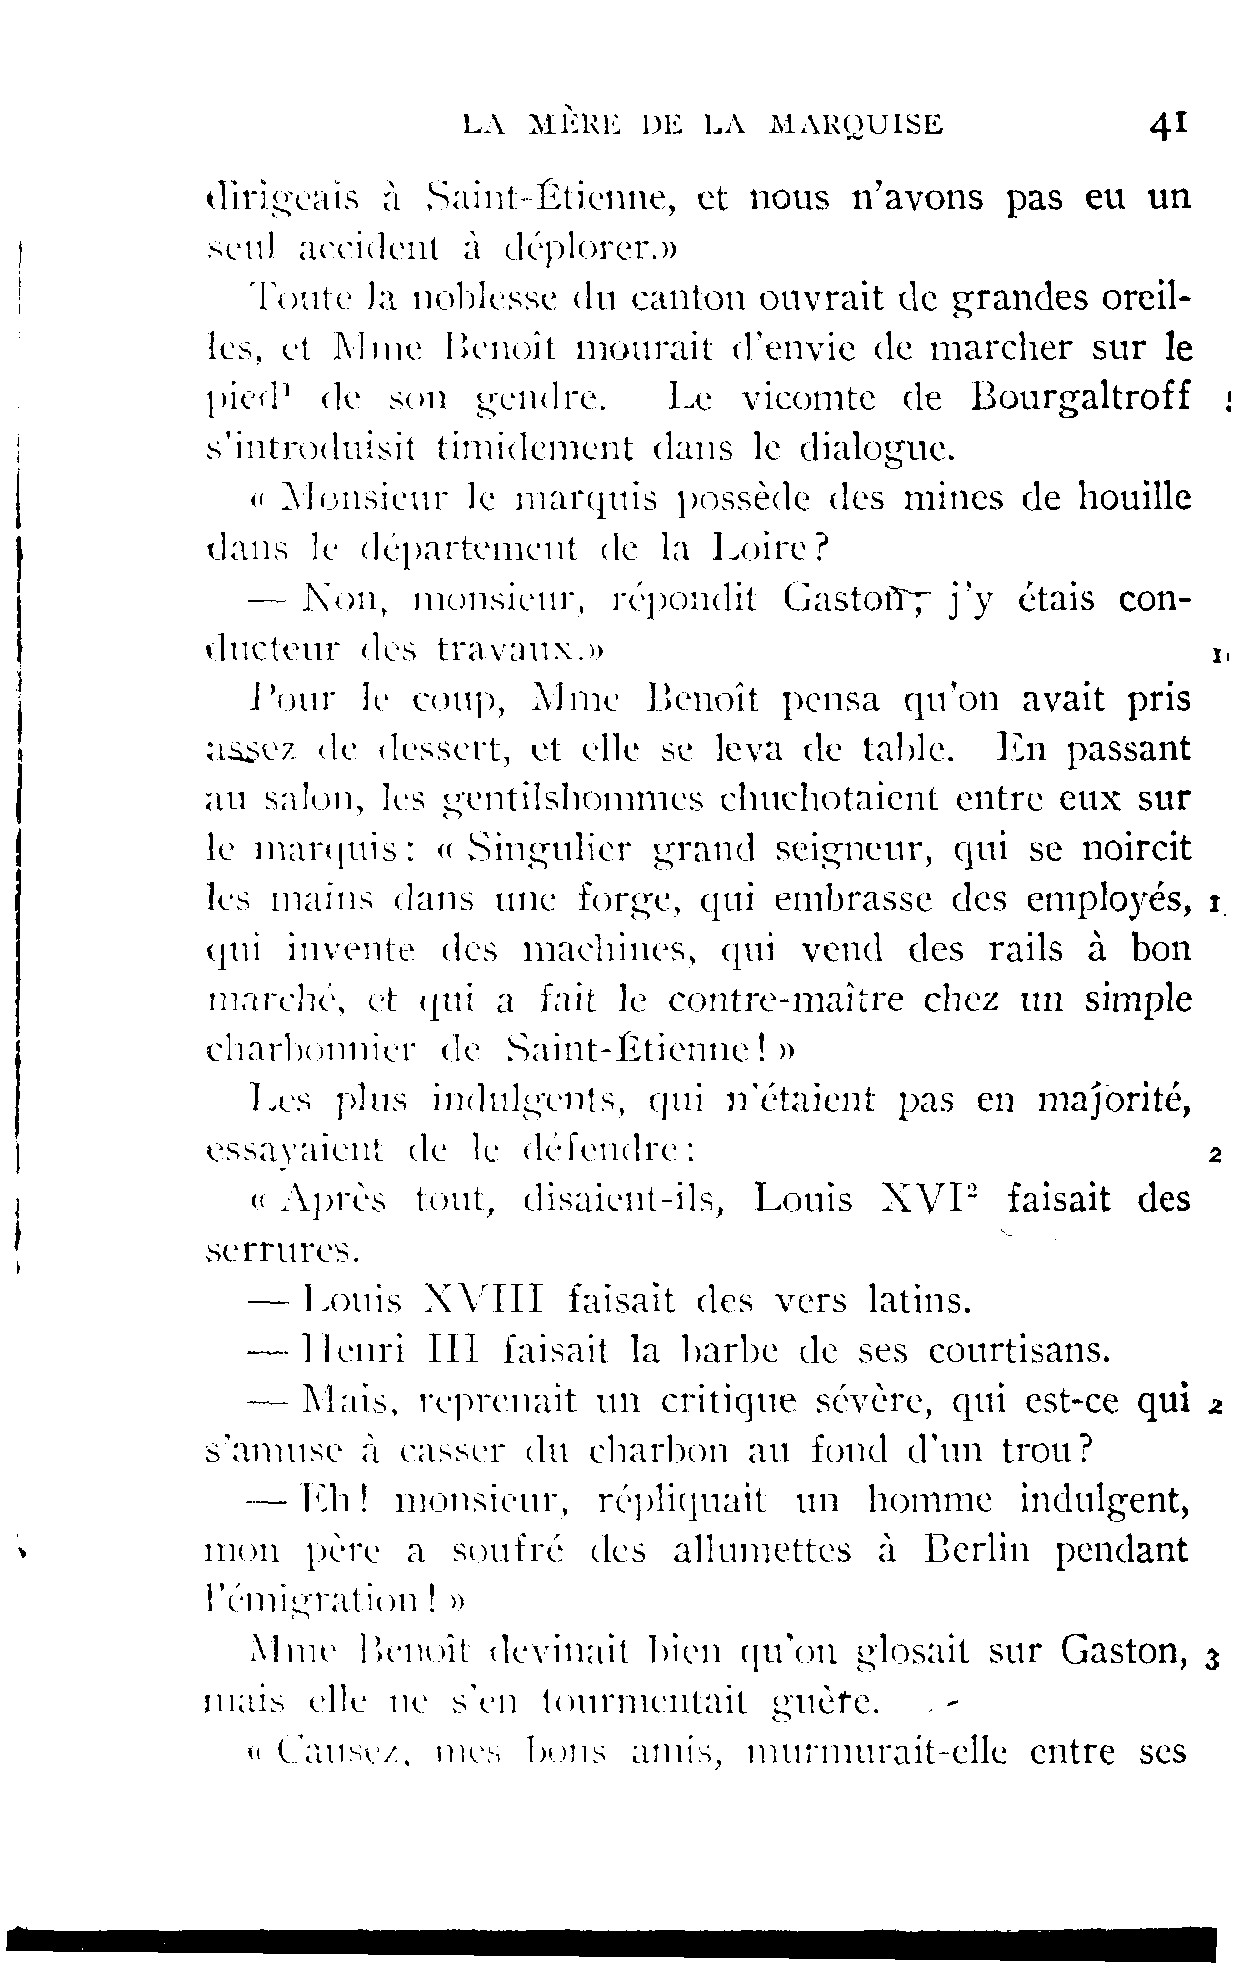 LA MÈRE DE LA MARQUISE 41
dirigeais à Saint-Étienne, et nous n'avons pas eu un
seul accident à déplorer.»
Toute la noblesse du canton ouvrait de grandes oreil-
les, et Mme Benoît mourait d'envie de marcher sur le
pied¹ de son gendre. Le vicomte de Bourgaltroff
s'introduisit timidement dans le dialogue.
« Monsieur le marquis possède des mines de houille
dans le département de la Loire?
— Non, monsieur, répondit Gaston, j'y étais con-
ducteur des travaux.»
Pour le coup, Mme Benoît pensa qu'on avait pris
assez de dessert, et elle se leva de table. En passant
au salon, les gentilshommes chuchotaient entre eux sur
le marquis: « Singulier grand seigneur, qui se noircit
les mains dans une forge, qui embrasse des employés,
qui invente des machines, qui vend des rails à bon
marché, et qui a fait le contre-maître chez un simple
charbonnier de Saint-Étienne! »
Les plus indulgents, qui n'étaient pas en majorité,
essayaient de le défendre: 2
« Après tout, disaient-ils, Louis XVI² faisait des
serrures.
— Louis XVIII faisait des vers latins.
— Henri III faisait la barbe de ses courtisans.
— Mais, reprenait un critique sévère, qui est-ce qui 2
s'amuse à casser du charbon au fond d'un trou?
— Eh! monsieur, répliquait un homme indulgent,
mon père a soufré des allumettes à Berlin pendant
l'émigration! »
Mme Benoît devinait bien qu'on glosait sur Gaston, 3
mais elle ne s'en tourmentait guère.
« Causez, mes bons amis, murmurait-elle entre ses